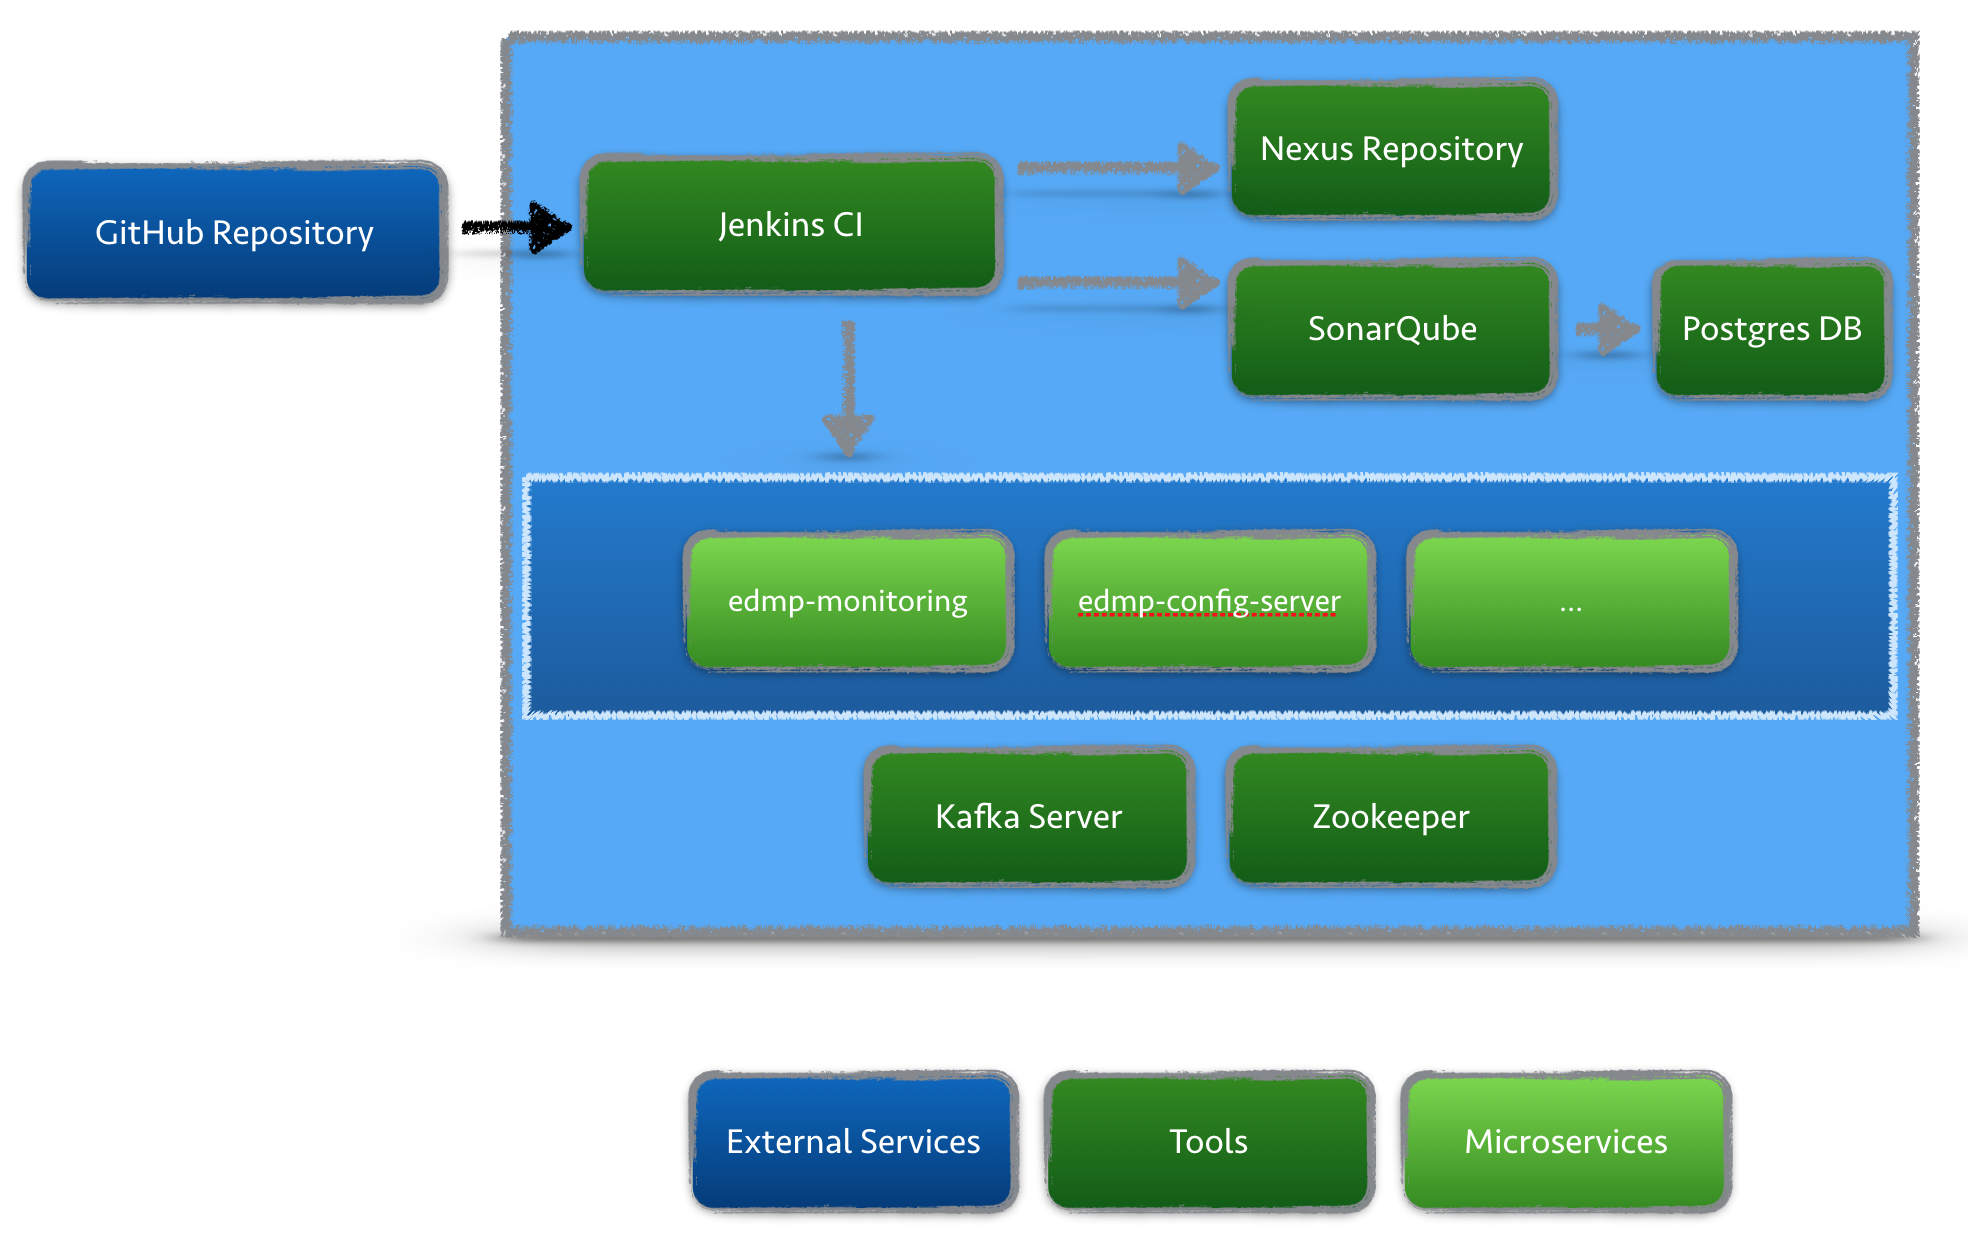 Nexus Repository
GitHub Repository
Jenkins CI
SonarQube
Postgres DB
edmp-monitoring
edmp-config-server
...
Kafka Server
Zookeeper
External Services
Tools
Microservices